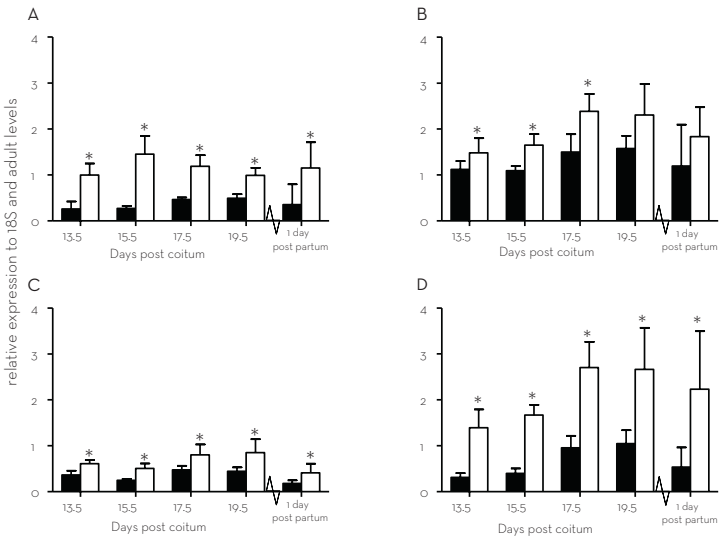 A
4
3
2
1
0
* * * * *
13.5 15.5 17.5 19.5 1 day
post partum
Days post coitum
B
4
3
2
1
0
* * *
13.5 15.5 17.5 19.5 1 day
post partum
Days post coitum
relative expression to 18S and adult levels
C
4
3
2
1
0
* * * * *
13.5 15.5 17.5 19.5 1 day
post partum
Days post coitum
D
4
3
2
1
0
* * * * *
13.5 15.5 17.5 19.5 1 day
post partum
Days post coitum